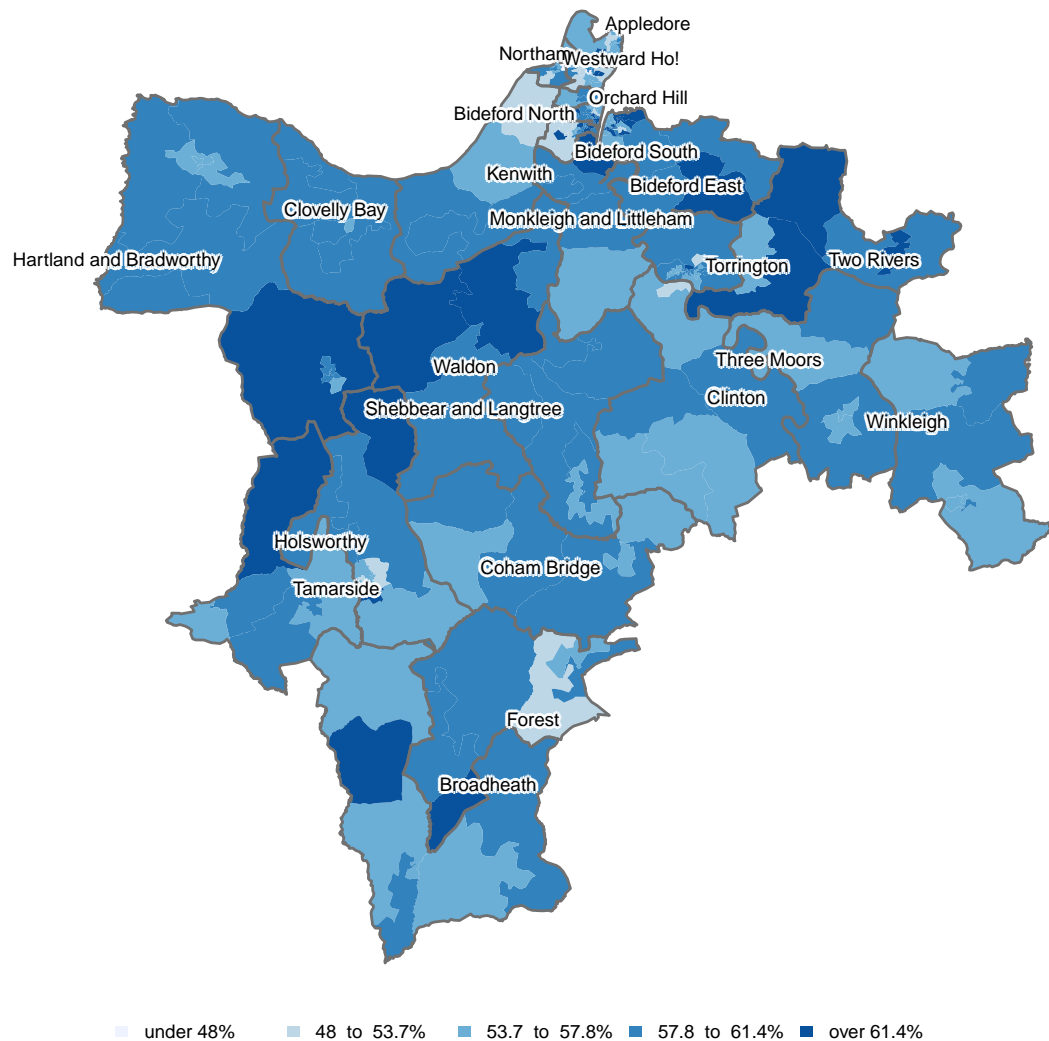 Appledore
Northam
Westward Ho!
Orchard Hill
Bideford North
Bideford South
Kenwith
Bideford East
Clovelly Bay
Monkleigh and Littleham
Hartland and Bradworthy
Torrington
Two Rivers
Waldon
Three Moors
Clinton
Shebbear and Langtree
Winkleigh
Holsworthy
Coham Bridge
Tamarside
Forest
Broadheath
under 48% 48 to 53.7% 53.7 to 57.8% 57.8 to 61.4% over 61.4%